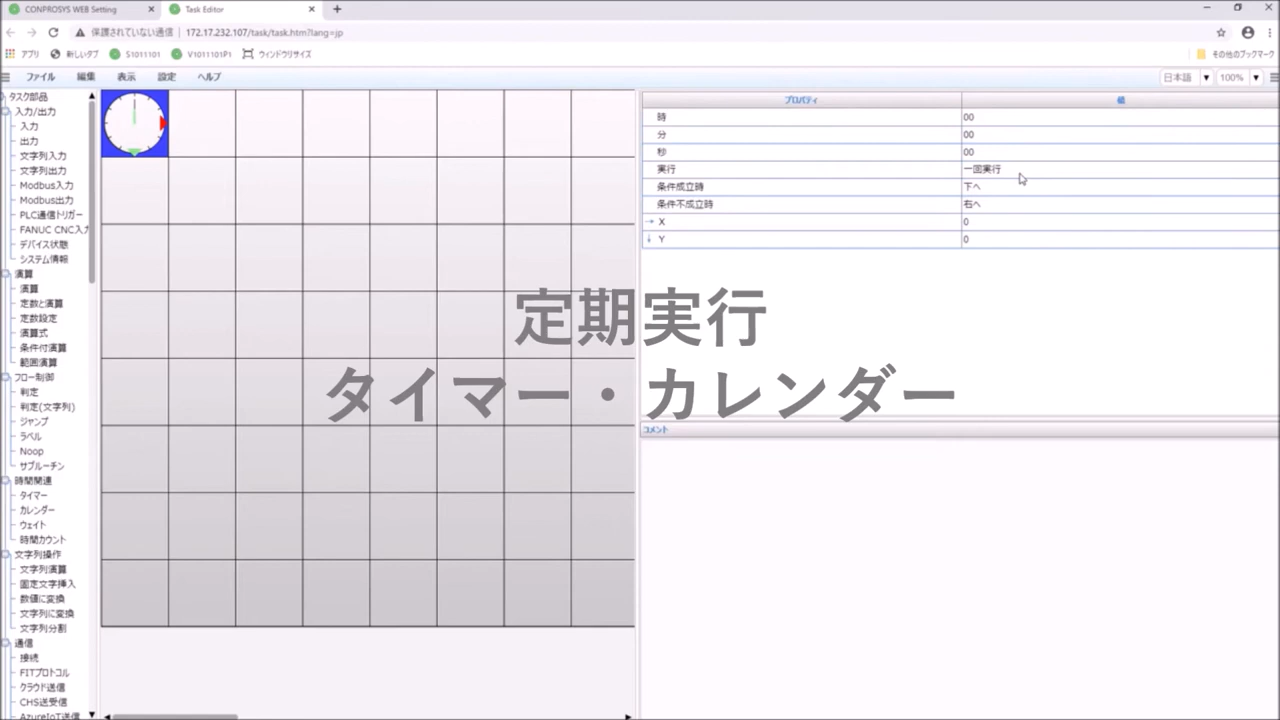 CONPROSYS WEB Setting
Task Editor
保護されていない通信 | 172.17.232.107/task/task.htm?lang=jp
アプリ 新しいタブ S1011101 V1011101P1 ウィンドウリサイズ その他のブックマーク
ファイル 編集 表示 設定 ヘルプ 日本語 100%
タスク部品
入力/出力
入力
出力
文字列入力
文字列出力
Modbus入力
Modbus出力
PLC通信トリガー
FANUC CNC入力
デバイス状態
システム情報
演算
演算
定数と演算
定数設定
演算式
条件付演算
範囲演算
フロー制御
判定
判定(文字列)
ジャンプ
ラベル
Noop
サブルーチン
時間関連
タイマー
カレンダー
ウェイト
時間カウント
文字列操作
文字列演算
固定文字挿入
数値に変換
文字列に変換
文字列分割
通信
接続
FITプロトコル
クラウド送信
CHS送受信
AzureIoT送信
プロパティ 値
時 00
分 00
秒 00
実行 一回実行
条件成立時 下へ
条件不成立時 右へ
X 0
Y 0
コメント
定期実行
タイマー・カレンダー